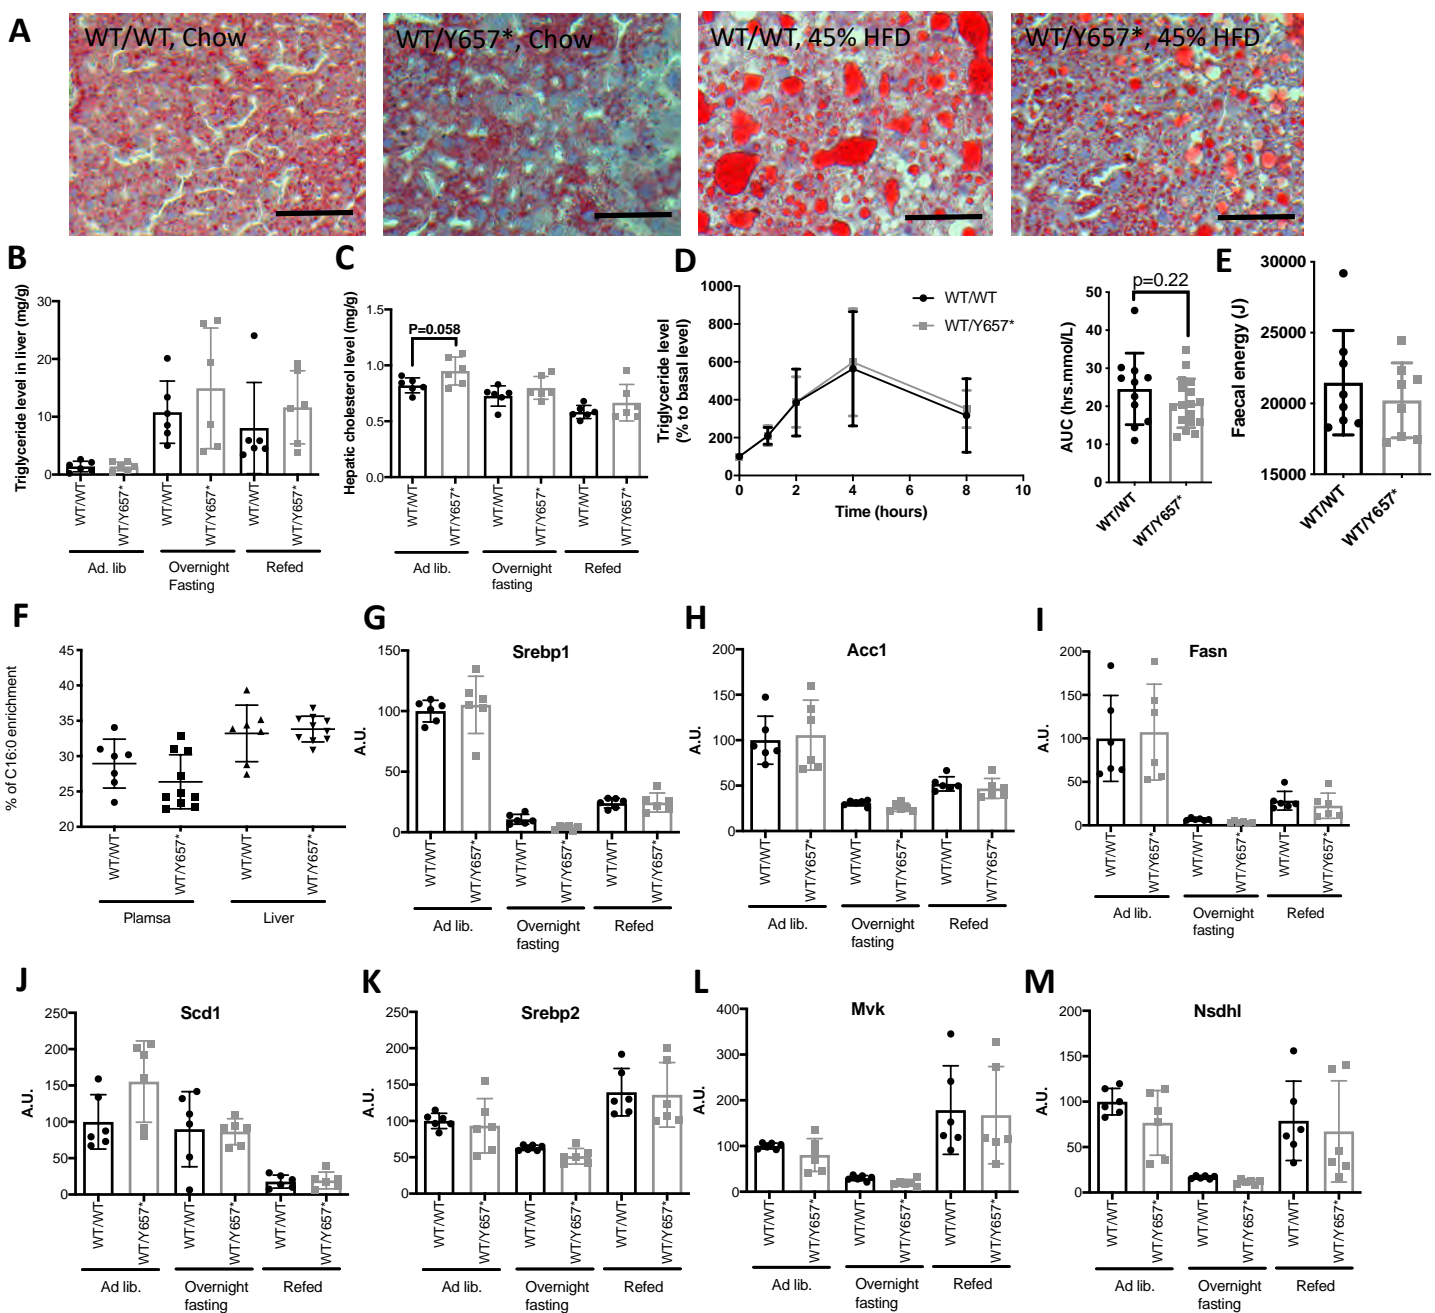 A
WT/WT, Chow
WT/Y657*, Chow
WT/WT, 45% HFD
WT/Y657*, 45% HFD
B
Triglyceride level in liver (mg/g)
30
20
10
0
WT/WT
WT/Y657*
WT/WT
WT/Y657*
WT/WT
WT/Y657*
Ad. lib
Overnight
Fasting
Refed
C
Hepatic cholesterol level (mg/g)
1.5
1.0
0.5
0.0
P=0.058
WT/WT
WT/Y657*
WT/WT
WT/Y657*
WT/WT
WT/Y657*
Ad lib.
Overnight
fasting
Refed
D
Triglyceride level
(% to basal level)
1000
800
600
400
200
0
0
2
4
6
8
10
Time (hours)
WT/WT
WT/Y657*
p=0.22
AUC (hrs.mmol/L)
50
40
30
20
10
0
WT/WT
WT/Y657*
E
Faecal energy (J)
30000
25000
20000
15000
WT/WT
WT/Y657*
F
% of C16:0 enrichment
45
40
35
30
25
20
WT/WT
WT/Y657*
WT/WT
WT/Y657*
Plamsa
Liver
G
Srebp1
A.U.
150
100
50
0
WT/WT
WT/Y657*
WT/WT
WT/Y657*
WT/WT
WT/Y657*
Ad lib.
Overnight
fasting
Refed
H
Acc1
A.U.
200
150
100
50
0
WT/WT
WT/Y657*
WT/WT
WT/Y657*
WT/WT
WT/Y657*
Ad lib.
Overnight
fasting
Refed
I
Fasn
A.U.
200
150
100
50
0
WT/WT
WT/Y657*
WT/WT
WT/Y657*
WT/WT
WT/Y657*
Ad lib.
Overnight
fasting
Refed
J
Scd1
A.U.
250
200
150
100
50
0
WT/WT
WT/Y657*
WT/WT
WT/Y657*
WT/WT
WT/Y657*
Ad lib.
Overnight
fasting
Refed
K
Srebp2
A.U.
250
200
150
100
50
0
WT/WT
WT/Y657*
WT/WT
WT/Y657*
WT/WT
WT/Y657*
Ad lib.
Overnight
fasting
Refed
L
Mvk
A.U.
400
300
200
100
0
WT/WT
WT/Y657*
WT/WT
WT/Y657*
WT/WT
WT/Y657*
Ad lib.
Overnight
fasting
Refed
M
Nsdhl
A.U.
200
150
100
50
0
WT/WT
WT/Y657*
WT/WT
WT/Y657*
WT/WT
WT/Y657*
Ad lib.
Overnight
fasting
Refed